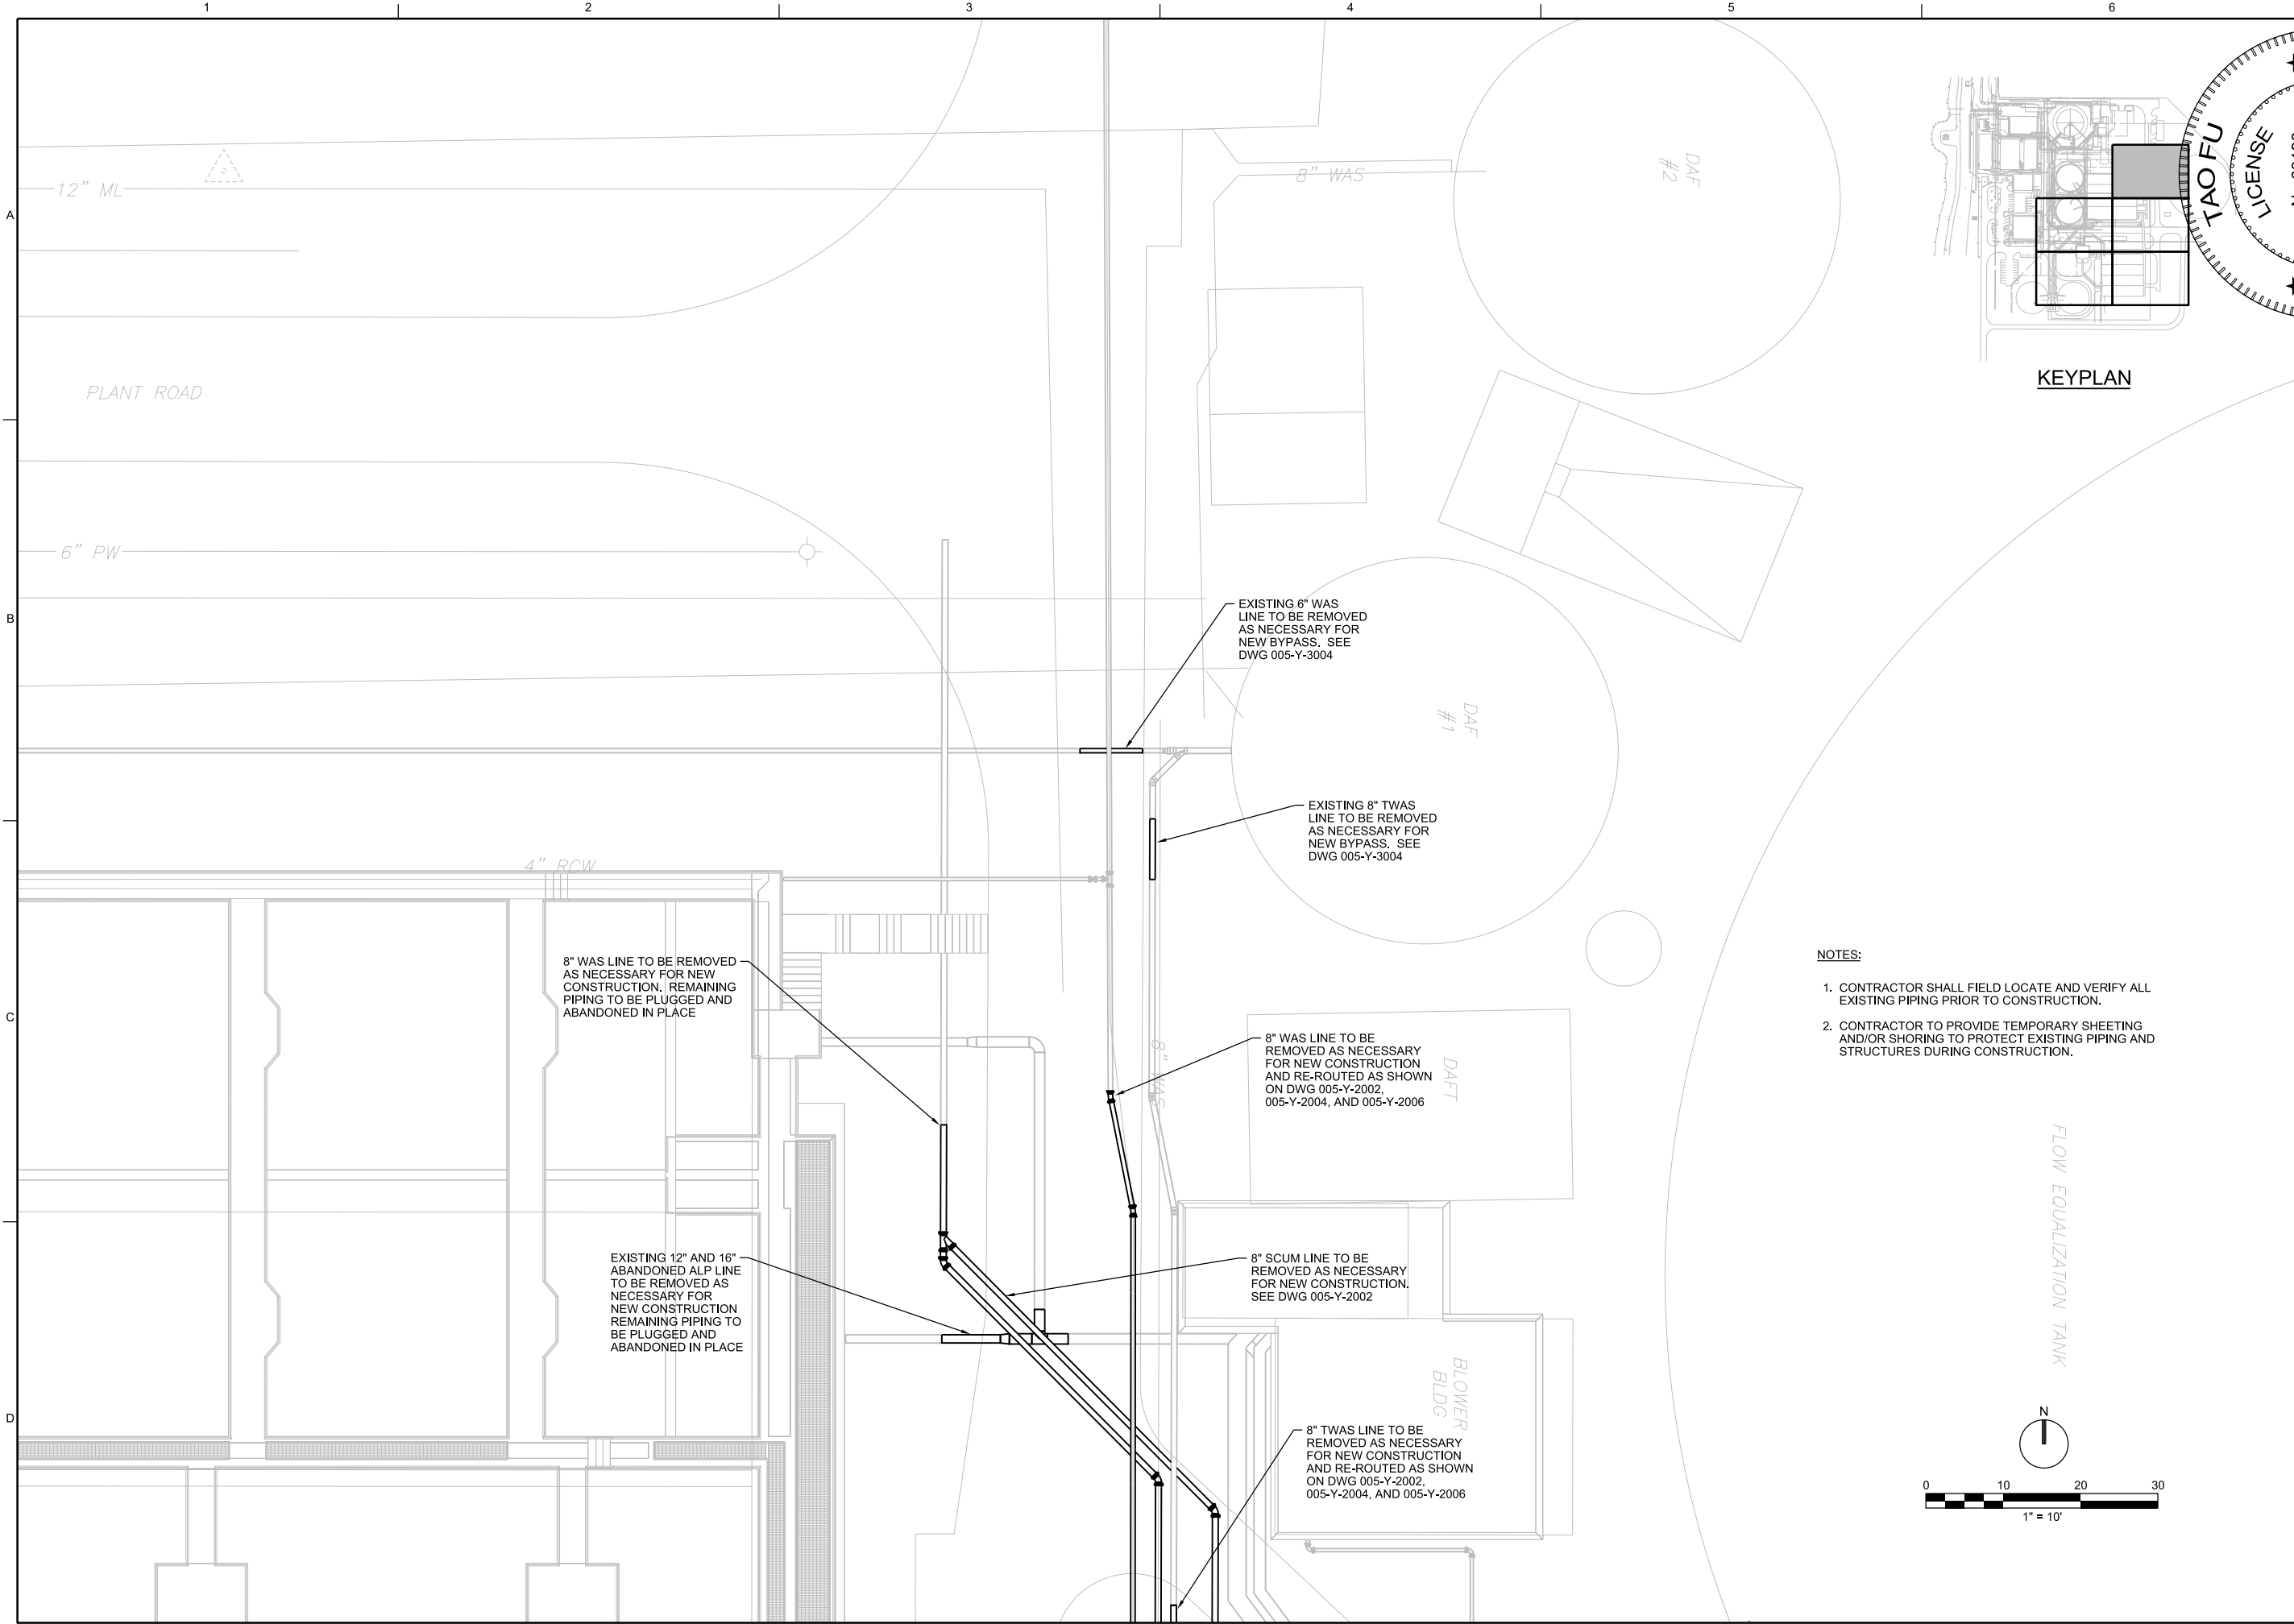 1 2 3 4 5 6
A
B
C
D
12" ML
S
8" WAS
DAF
#2
PLANT ROAD
6" PW
KEYPLAN
TAO FU
LICENSE
EXISTING 6" WAS
LINE TO BE REMOVED
AS NECESSARY FOR
NEW BYPASS. SEE
DWG 005-Y-3004
DAF
#1
EXISTING 8" TWAS
LINE TO BE REMOVED
AS NECESSARY FOR
NEW BYPASS. SEE
DWG 005-Y-3004
4" RCW
8" WAS LINE TO BE REMOVED
AS NECESSARY FOR NEW
CONSTRUCTION. REMAINING
PIPING TO BE PLUGGED AND
ABANDONED IN PLACE
8" WAS
8" WAS LINE TO BE
REMOVED AS NECESSARY
FOR NEW CONSTRUCTION
AND RE-ROUTED AS SHOWN
ON DWG 005-Y-2002,
005-Y-2004, AND 005-Y-2006
DAFT
NOTES:
1. CONTRACTOR SHALL FIELD LOCATE AND VERIFY ALL
EXISTING PIPING PRIOR TO CONSTRUCTION.
2. CONTRACTOR TO PROVIDE TEMPORARY SHEETING
AND/OR SHORING TO PROTECT EXISTING PIPING AND
STRUCTURES DURING CONSTRUCTION.
FLOW EQUALIZATION TANK
EXISTING 12" AND 16"
ABANDONED ALP LINE
TO BE REMOVED AS
NECESSARY FOR
NEW CONSTRUCTION
REMAINING PIPING TO
BE PLUGGED AND
ABANDONED IN PLACE
8" SCUM LINE TO BE
REMOVED AS NECESSARY
FOR NEW CONSTRUCTION.
SEE DWG 005-Y-2002
BLOWER
BLDG
8" TWAS LINE TO BE
REMOVED AS NECESSARY
FOR NEW CONSTRUCTION
AND RE-ROUTED AS SHOWN
ON DWG 005-Y-2002,
005-Y-2004, AND 005-Y-2006
N
0 10 20 30
1" = 10'